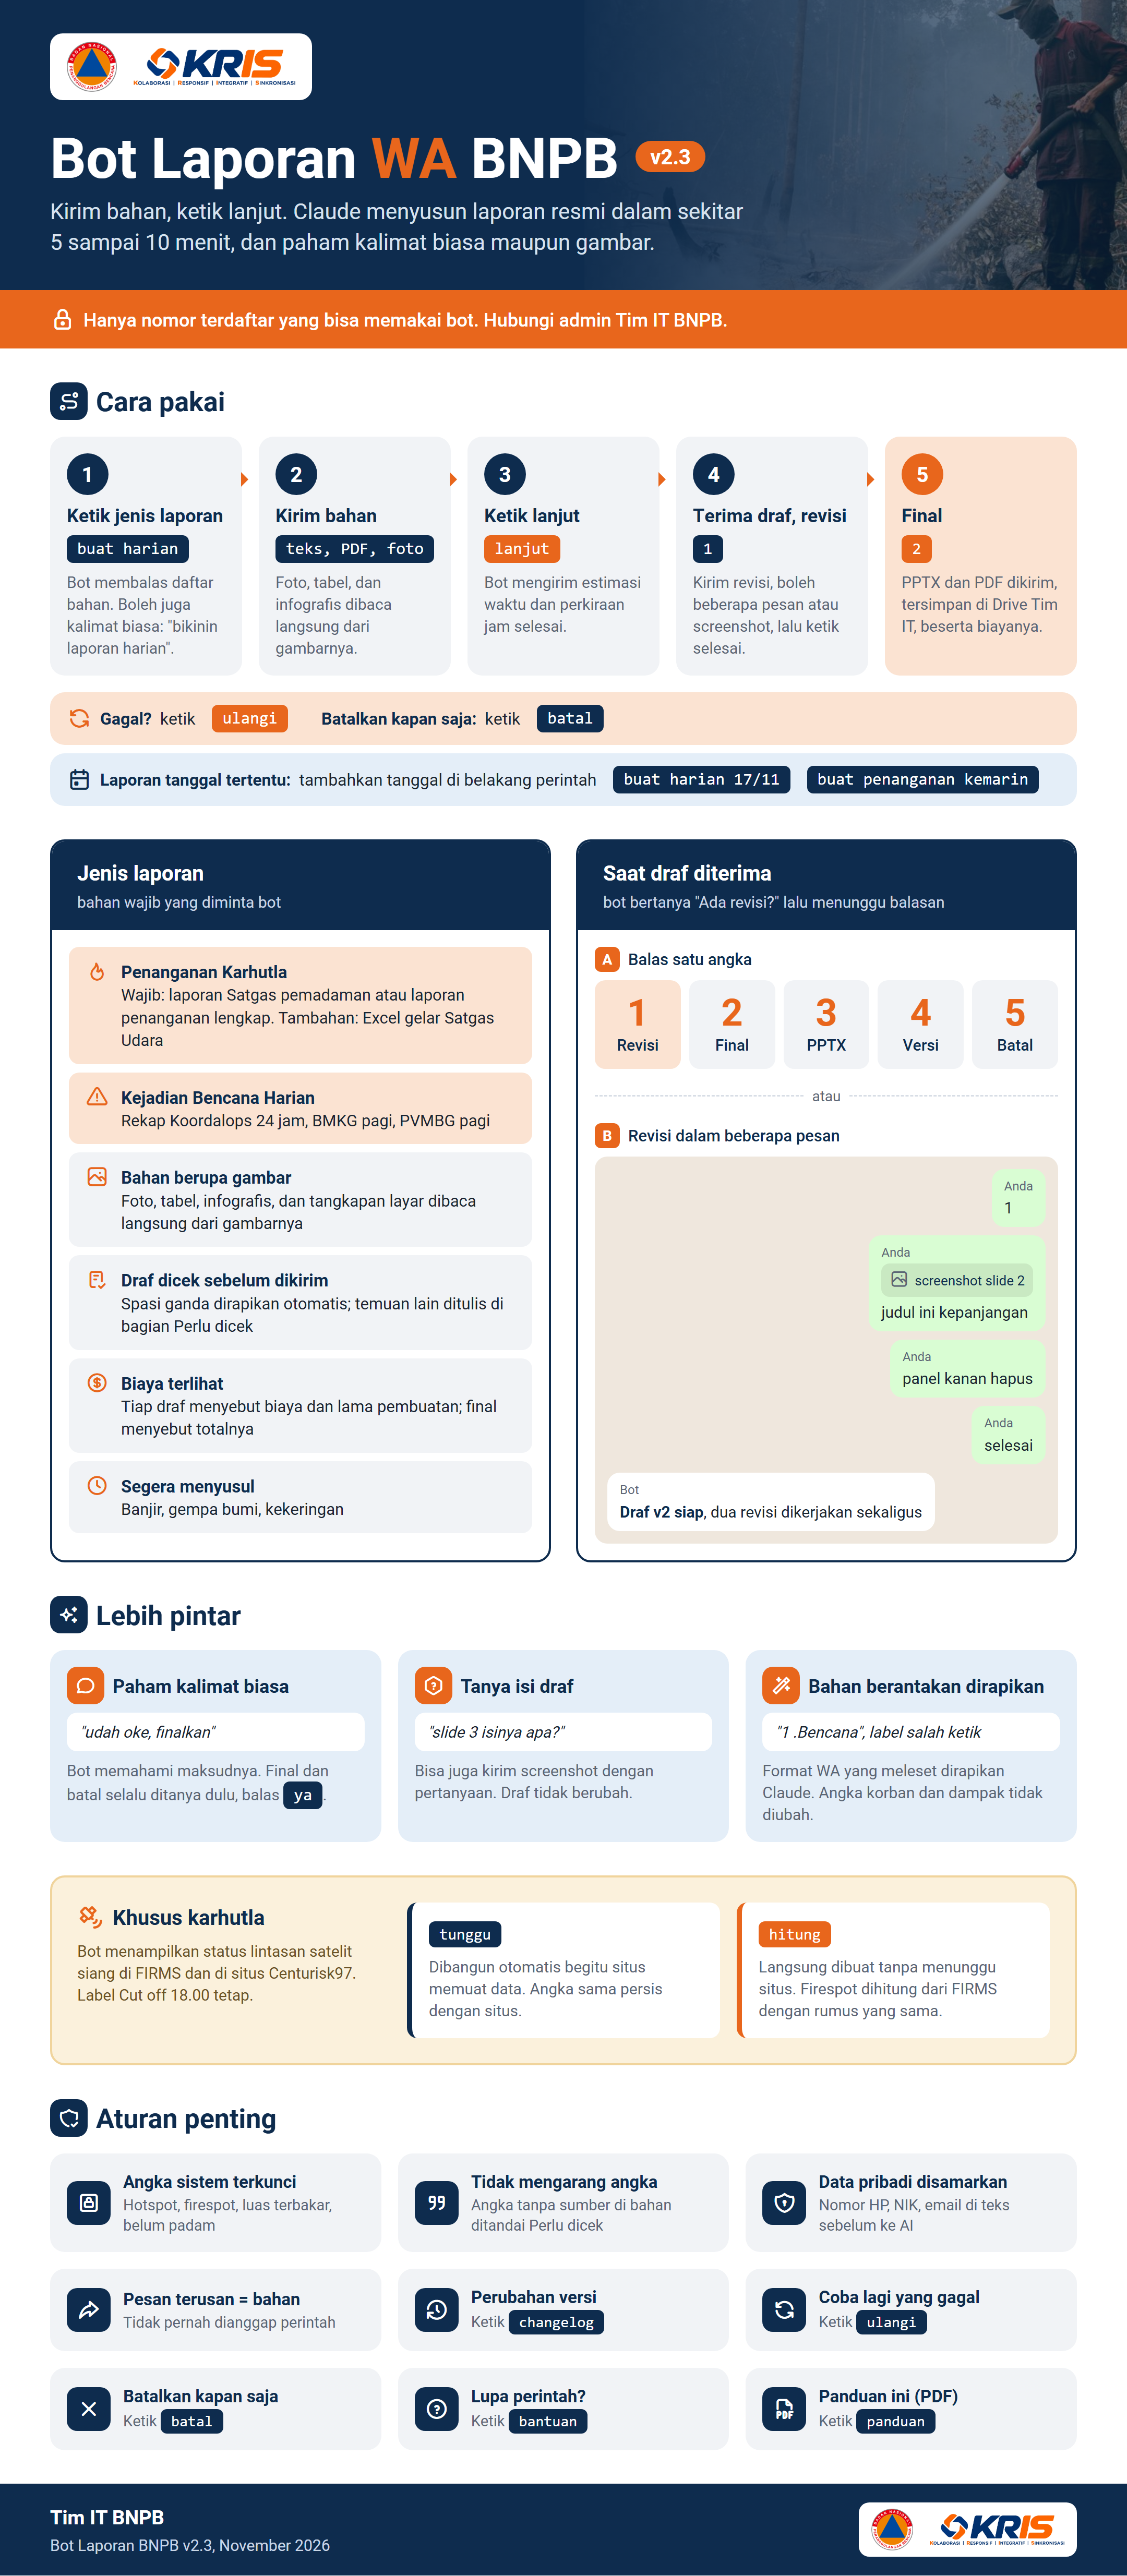 BADAN NASIONAL
PENANGGULANGAN BENCANA
KRIS
KOLABORASI | RESPONSIF | INTEGRATIF | SINKRONISASI
Bot Laporan WA BNPB v2.3
Kirim bahan, ketik lanjut. Claude menyusun laporan resmi dalam sekitar
5 sampai 10 menit, dan paham kalimat biasa maupun gambar.
Hanya nomor terdaftar yang bisa memakai bot. Hubungi admin Tim IT BNPB.
Cara pakai
1
Ketik jenis laporan
buat harian
Bot membalas daftar
bahan. Boleh juga
kalimat biasa: "bikinin
laporan harian".
2
Kirim bahan
teks, PDF, foto
Foto, tabel, dan
infografis dibaca
langsung dari
gambarnya.
3
Ketik lanjut
lanjut
Bot mengirim estimasi
waktu dan perkiraan
jam selesai.
4
Terima draf, revisi
1
Kirim revisi, boleh
beberapa pesan atau
screenshot, lalu ketik
selesai.
5
Final
2
PPTX dan PDF dikirim,
tersimpan di Drive Tim
IT, beserta biayanya.
Gagal? ketik ulangi Batalkan kapan saja: ketik batal
Laporan tanggal tertentu: tambahkan tanggal di belakang perintah buat harian 17/11 buat penanganan kemarin
Jenis laporan
bahan wajib yang diminta bot
Penanganan Karhutla
Wajib: laporan Satgas pemadaman atau laporan
penanganan lengkap. Tambahan: Excel gelar Satgas
Udara
Kejadian Bencana Harian
Rekap Koordalops 24 jam, BMKG pagi, PVMBG pagi
Bahan berupa gambar
Foto, tabel, infografis, dan tangkapan layar dibaca
langsung dari gambarnya
Draf dicek sebelum dikirim
Spasi ganda dirapikan otomatis; temuan lain ditulis di
bagian Perlu dicek
Biaya terlihat
Tiap draf menyebut biaya dan lama pembuatan; final
menyebut totalnya
Segera menyusul
Banjir, gempa bumi, kekeringan
Saat draf diterima
bot bertanya "Ada revisi?" lalu menunggu balasan
A Balas satu angka
1 2 3 4 5
Revisi Final PPTX Versi Batal
atau
B Revisi dalam beberapa pesan
Anda
1
Anda
screenshot slide 2
judul ini kepanjangan
Anda
panel kanan hapus
Anda
selesai
Bot
Draf v2 siap, dua revisi dikerjakan sekaligus
Lebih pintar
Paham kalimat biasa
"udah oke, finalkan"
Bot memahami maksudnya. Final dan
batal selalu ditanya dulu, balas ya.
Tanya isi draf
"slide 3 isinya apa?"
Bisa juga kirim screenshot dengan
pertanyaan. Draf tidak berubah.
Bahan berantakan dirapikan
"1 .Bencana", label salah ketik
Format WA yang meleset dirapikan
Claude. Angka korban dan dampak tidak
diubah.
Khusus karhutla
Bot menampilkan status lintasan satelit
siang di FIRMS dan di situs Centurisk97.
Label Cut off 18.00 tetap.
tunggu
Dibangun otomatis begitu situs
memuat data. Angka sama persis
dengan situs.
hitung
Langsung dibuat tanpa menunggu
situs. Firespot dihitung dari FIRMS
dengan rumus yang sama.
Aturan penting
Angka sistem terkunci
Hotspot, firespot, luas terbakar,
belum padam
Tidak mengarang angka
Angka tanpa sumber di bahan
ditandai Perlu dicek
Data pribadi disamarkan
Nomor HP, NIK, email di teks
sebelum ke AI
Pesan terusan = bahan
Tidak pernah dianggap perintah
Perubahan versi
Ketik changelog
Coba lagi yang gagal
Ketik ulangi
Batalkan kapan saja
Ketik batal
Lupa perintah?
Ketik bantuan
PDF
Panduan ini (PDF)
Ketik panduan
Tim IT BNPB
Bot Laporan BNPB v2.3, November 2026
KRIS
KOLABORASI | RESPONSIF | INTEGRATIF | SINKRONISASI